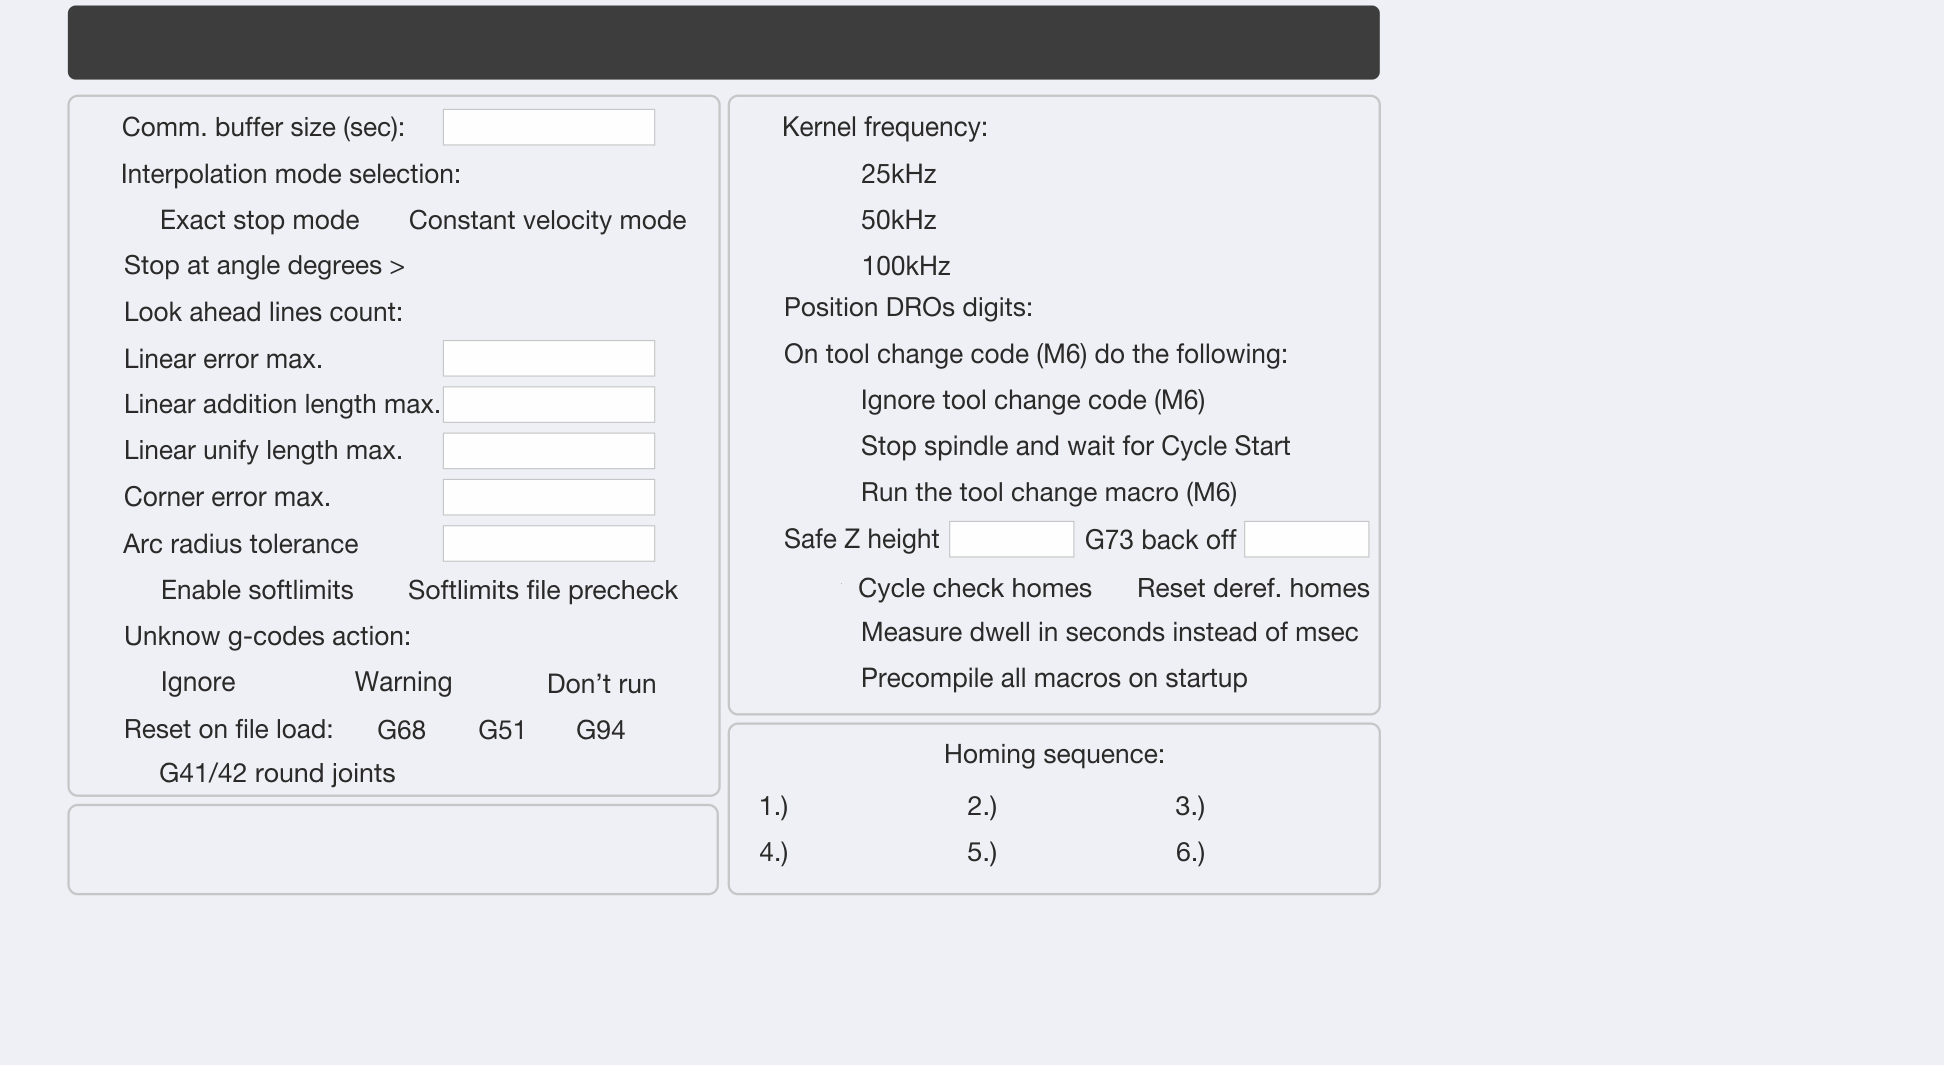 Comm. buffer size (sec):
Interpolation mode selection:
Exact stop mode Constant velocity mode
Stop at angle degrees >
Look ahead lines count:
Linear error max.
Linear addition length max.
Linear unify length max.
Corner error max.
Arc radius tolerance
Enable softlimits Softlimits file precheck
Unknow g-codes action:
Ignore Warning Don’t run
Reset on file load: G68 G51 G94
G41/42 round joints
Kernel frequency:
25kHz
50kHz
100kHz
Position DROs digits:
On tool change code (M6) do the following:
Ignore tool change code (M6)
Stop spindle and wait for Cycle Start
Run the tool change macro (M6)
Safe Z height G73 back off
Cycle check homes Reset deref. homes
Measure dwell in seconds instead of msec
Precompile all macros on startup
Homing sequence:
1.) 2.) 3.)
4.) 5.) 6.)